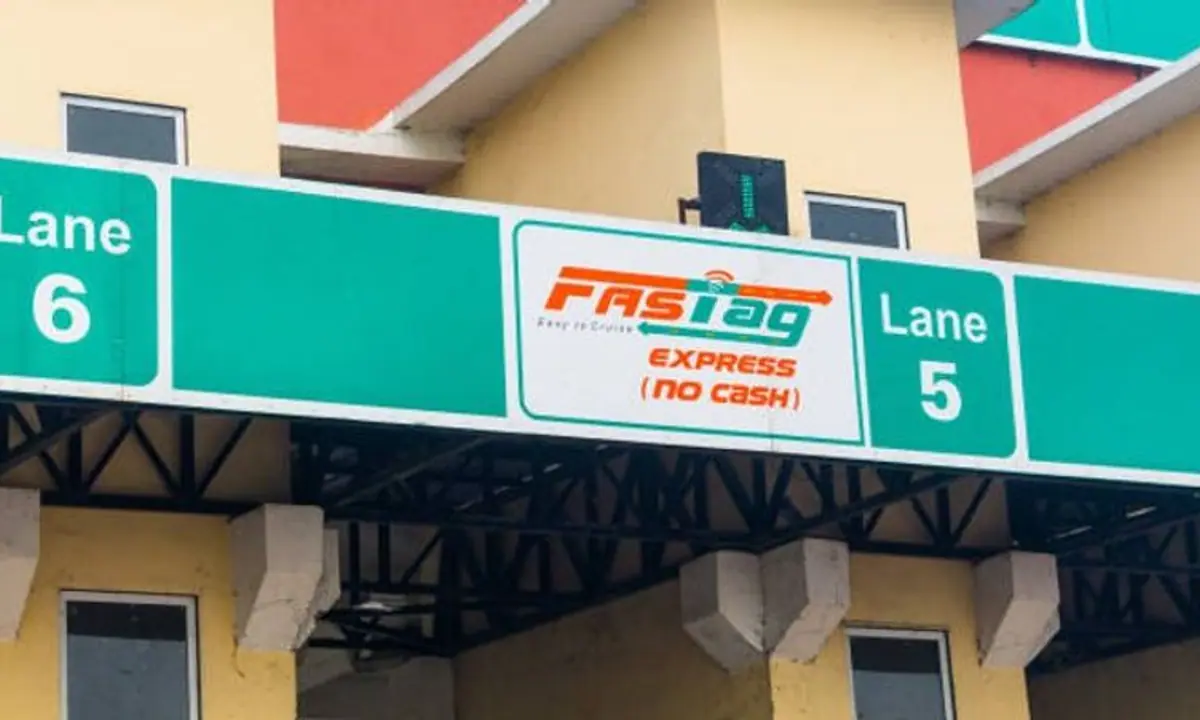 Lane
6
FASTag
Easy to Cruise
EXPRESS
(NO CASH)
Lane
5